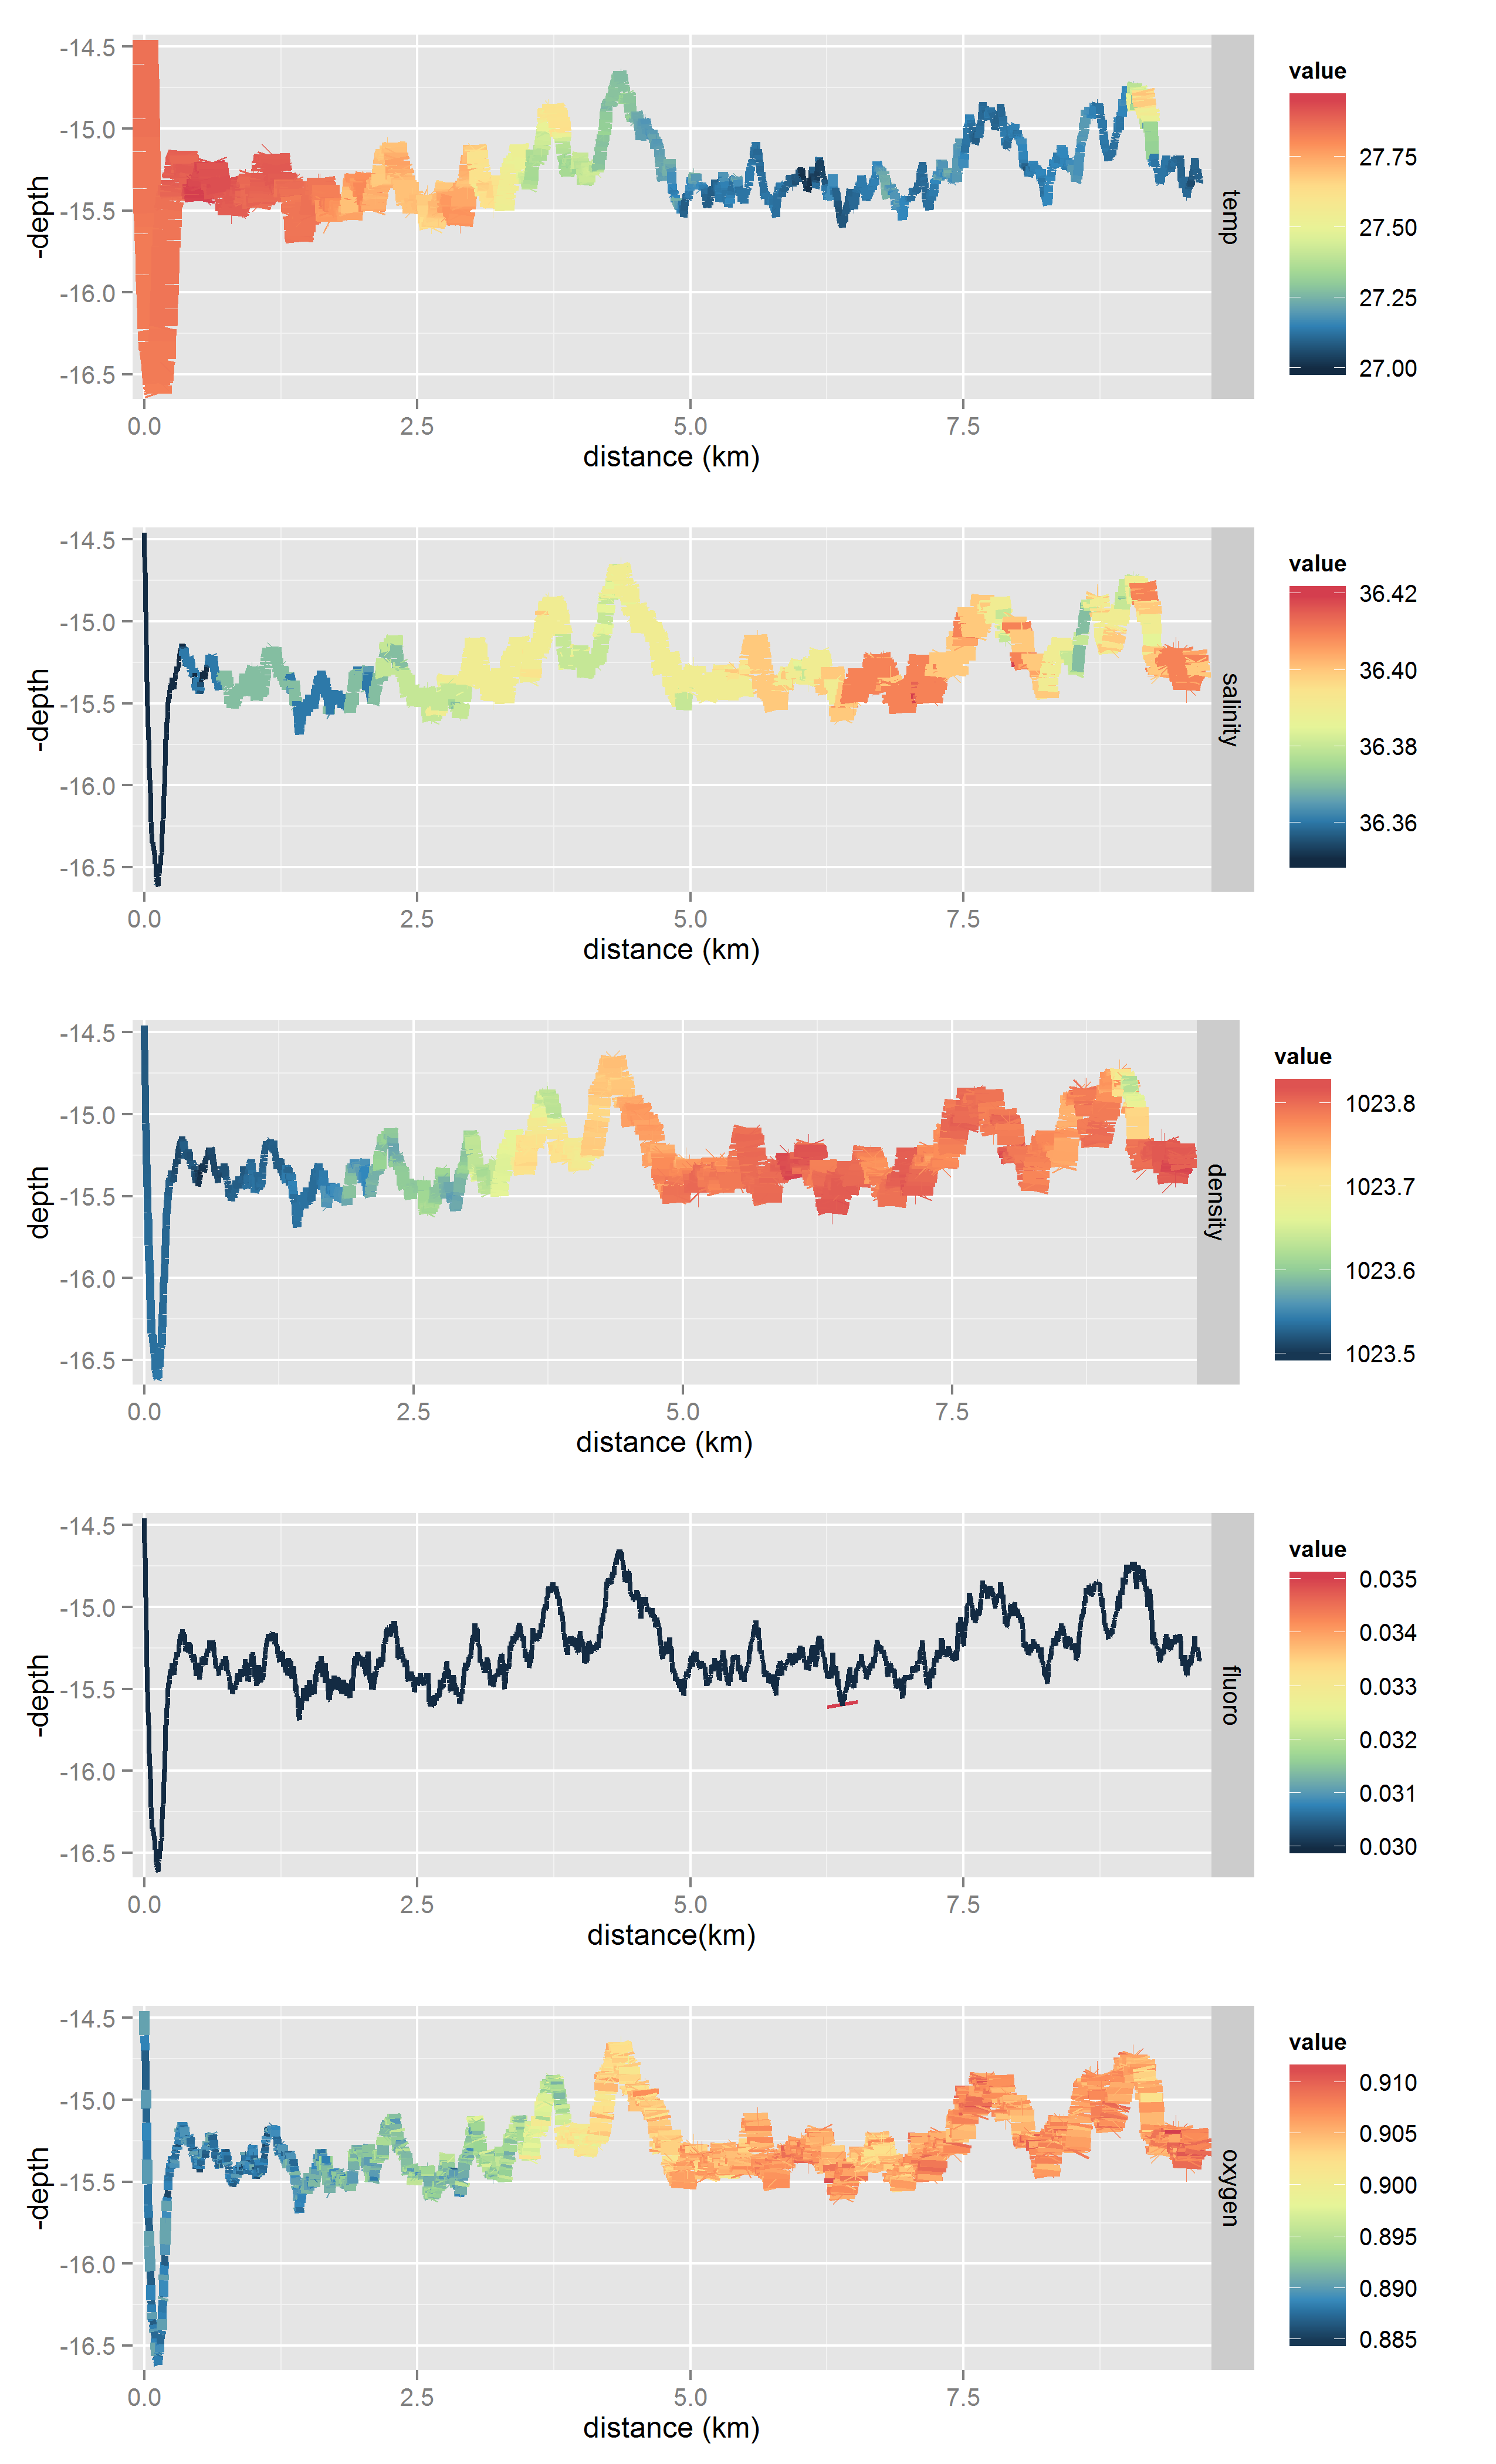 -14.5
-15.0
-15.5
-16.0
-16.5
-depth
0.0 2.5 5.0 7.5
distance (km)
temp
value
27.75
27.50
27.25
27.00
-14.5
-15.0
-15.5
-16.0
-16.5
-depth
0.0 2.5 5.0 7.5
distance (km)
salinity
value
36.42
36.40
36.38
36.36
-14.5
-15.0
-15.5
-16.0
-16.5
depth
0.0 2.5 5.0 7.5
distance (km)
density
value
1023.8
1023.7
1023.6
1023.5
-14.5
-15.0
-15.5
-16.0
-16.5
-depth
0.0 2.5 5.0 7.5
distance(km)
fluoro
value
0.035
0.034
0.033
0.032
0.031
0.030
-14.5
-15.0
-15.5
-16.0
-16.5
-depth
0.0 2.5 5.0 7.5
distance (km)
oxygen
value
0.910
0.905
0.900
0.895
0.890
0.885